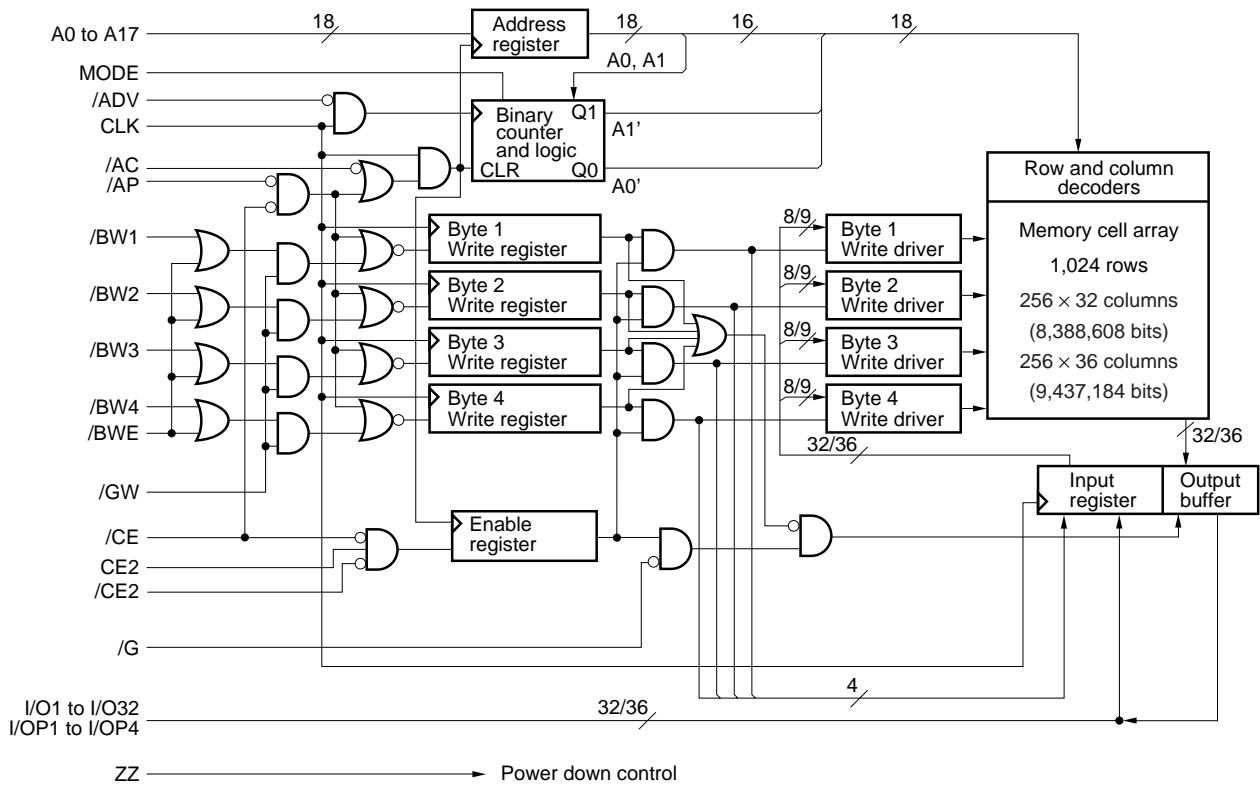 A0 to A17
18
Address
register
18
16
18
A0, A1
MODE
/ADV
CLK
Binary
counter
and logic
CLR
Q1
Q0
A1’
A0’
/AC
/AP
Row and column
decoders
Memory cell array
1,024 rows
256 × 32 columns
(8,388,608 bits)
256 × 36 columns
(9,437,184 bits)
/BW1
Byte 1
Write register
8/9
Byte 1
Write driver
/BW2
Byte 2
Write register
8/9
Byte 2
Write driver
/BW3
Byte 3
Write register
8/9
Byte 3
Write driver
/BW4
/BWE
Byte 4
Write register
8/9
Byte 4
Write driver
32/36
32/36
/GW
Input
register
Output
buffer
/CE
CE2
/CE2
Enable
register
/G
4
I/O1 to I/O32
I/OP1 to I/OP4
32/36
ZZ
Power down control